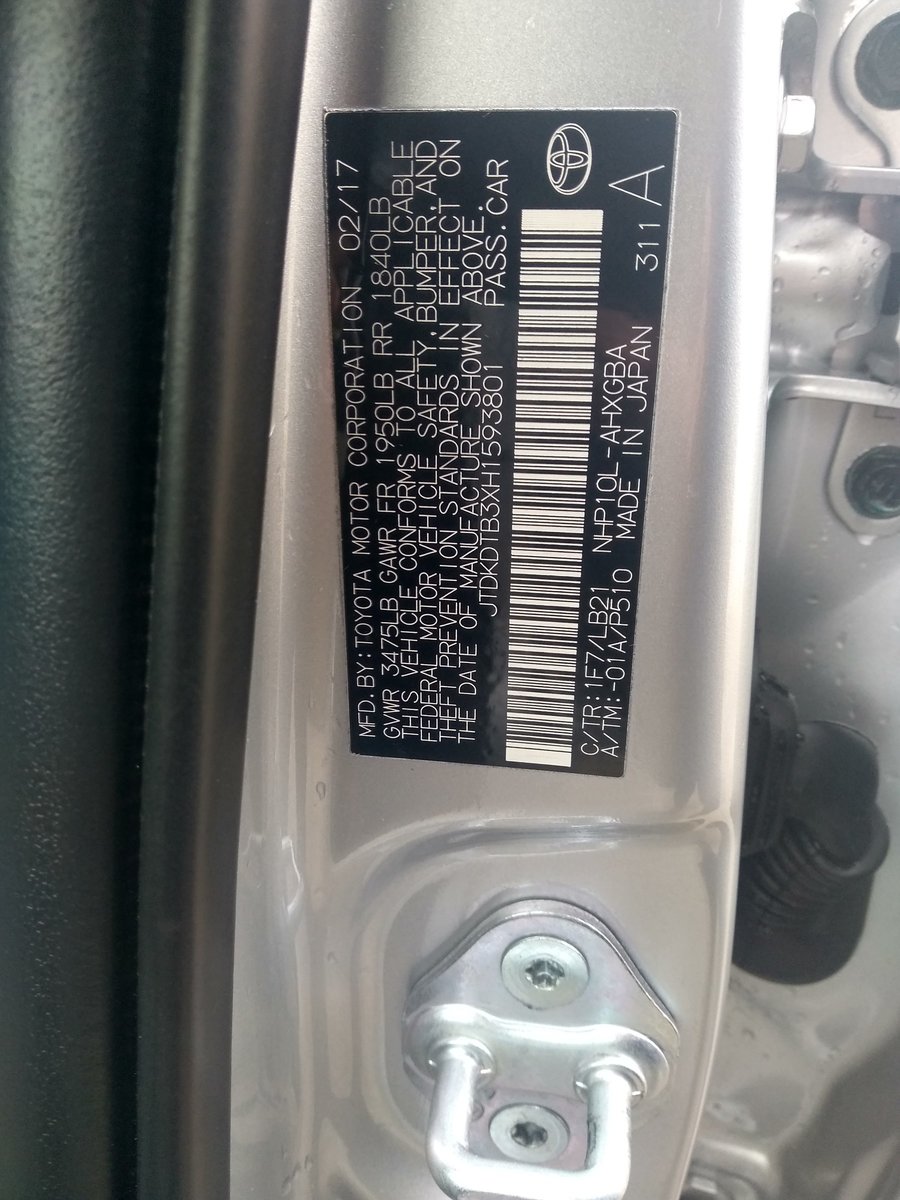 MFD. BY: TOYOTA MOTOR CORPORATION 02/17
GVWR 3475LB GAWR FR 1950LB RR 1840LB
THIS VEHICLE CONFORMS TO ALL APPLICABLE
FEDERAL MOTOR VEHICLE SAFETY, BUMPER, AND
THEFT PREVENTION STANDARDS IN EFFECT ON
THE DATE OF MANUFACTURE SHOWN ABOVE.
JTDKDTB3XH1593801 PASS. CAR
C/TR: 1F7/LB21 NHP10L-AHXGBA
A/TM: -01A/P510 MADE IN JAPAN 311 A